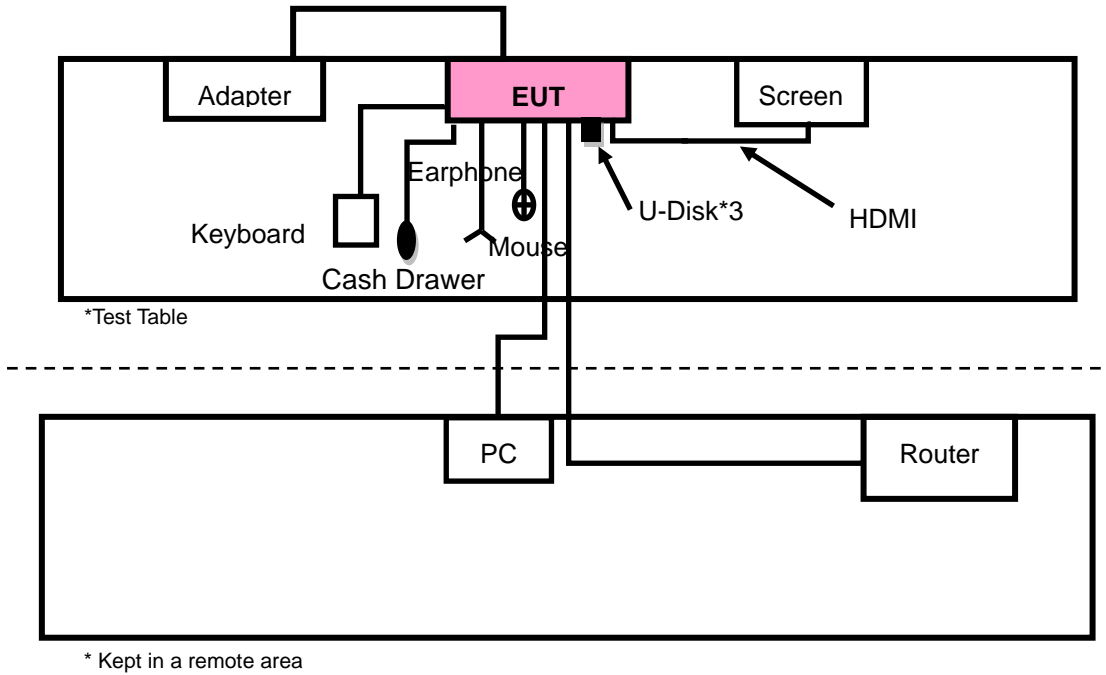 Adapter
EUT
Screen
Earphone
U-Disk*3
HDMI
Keyboard
Mouse
Cash Drawer
*Test Table
PC
Router
* Kept in a remote area